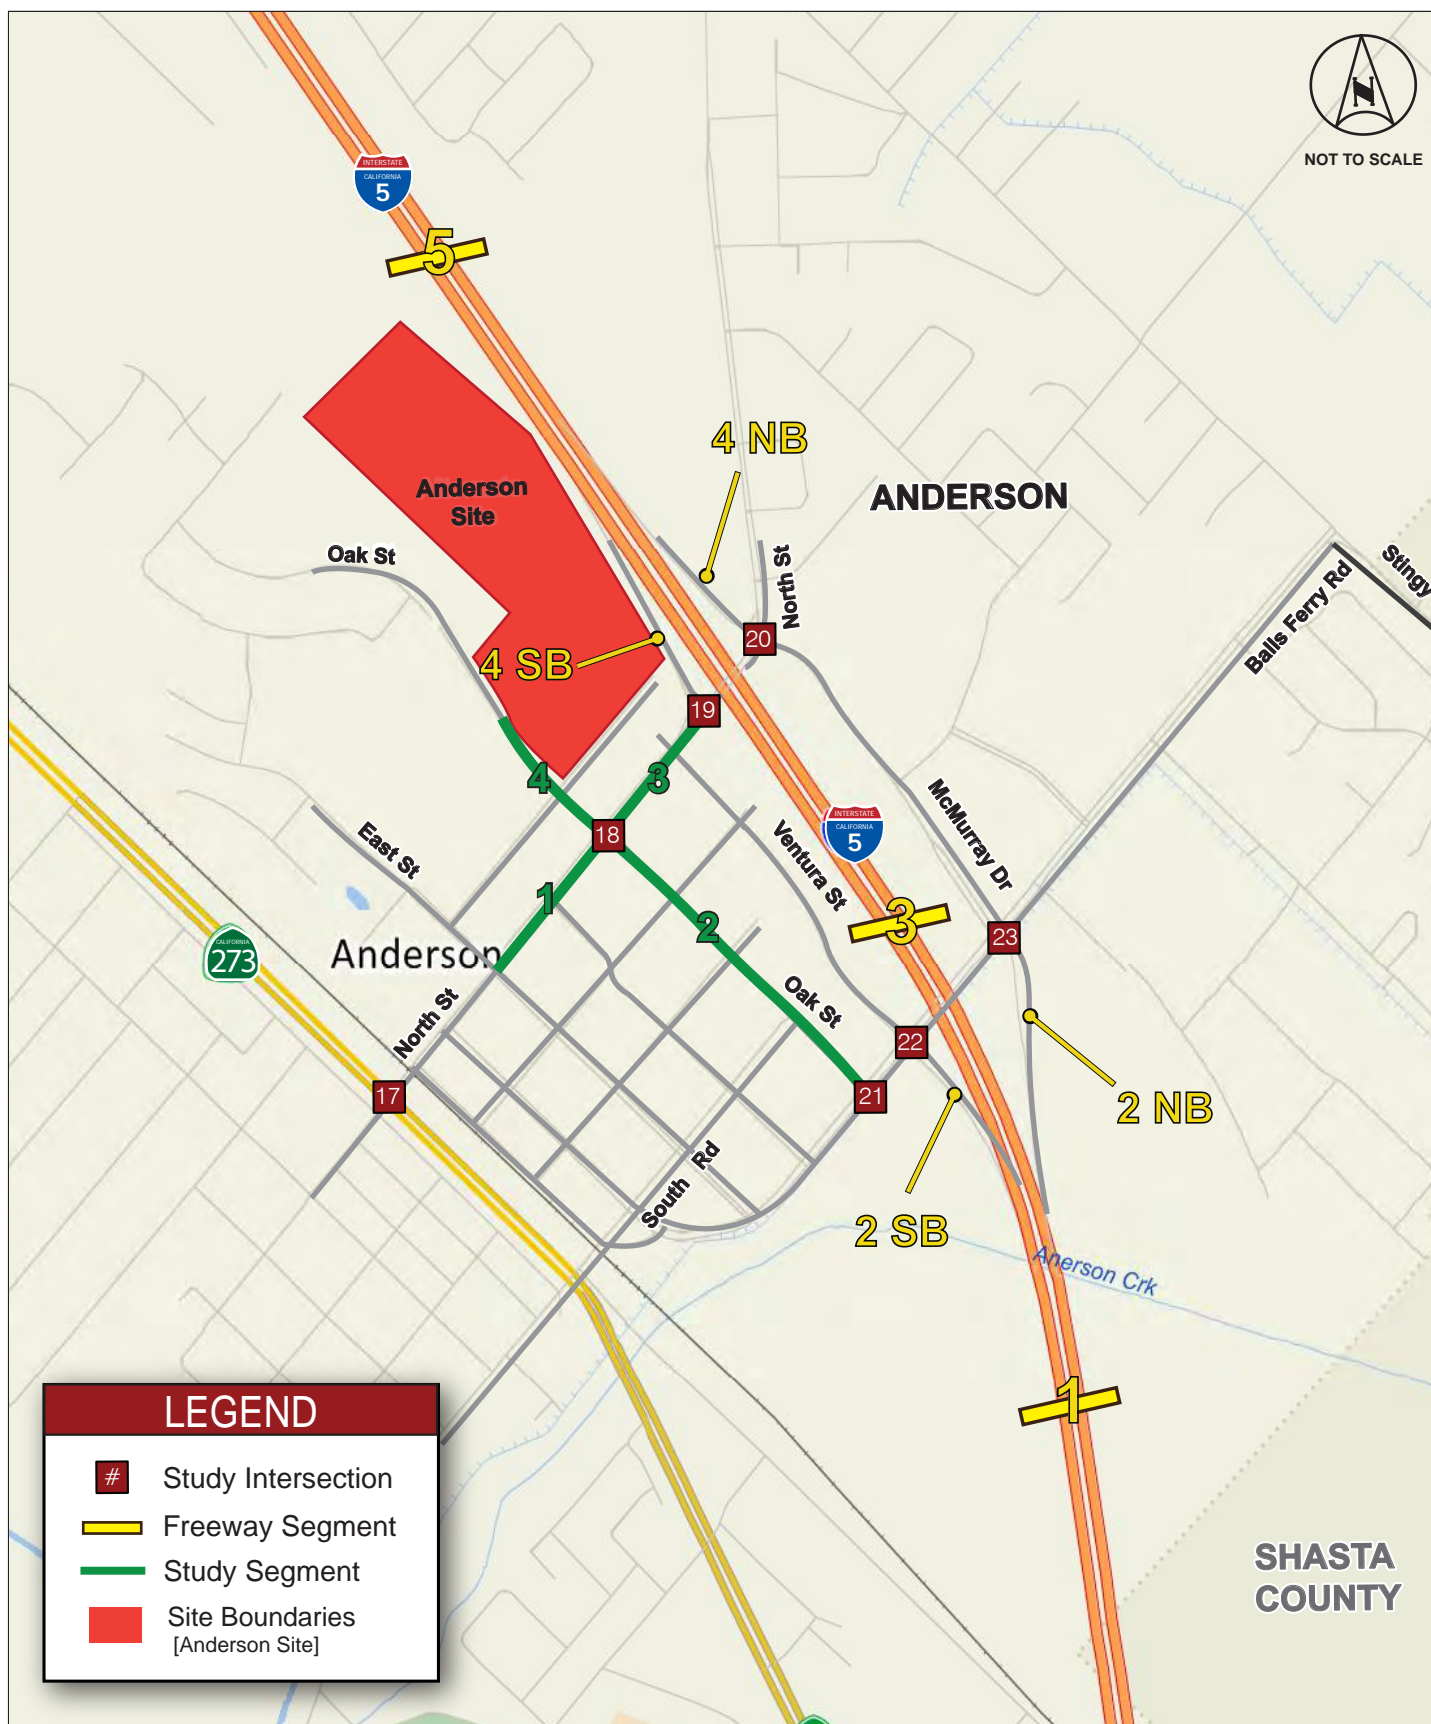 N
NOT TO SCALE
INTERSTATE
CALIFORNIA
5
5
4 NB
ANDERSON
Anderson
Site
Oak St
North St
Stingy
Balls Ferry Rd
20
4 SB
19
4
3
18
INTERSTATE
CALIFORNIA
5
McMurray Dr
Ventura St
East St
1
2
3
23
CALIFORNIA
273
Anderson
North St
Oak St
22
17
21
2 NB
South Rd
2 SB
Anerson Crk
1
LEGEND
# Study Intersection
Freeway Segment
Study Segment
Site Boundaries
[Anderson Site]
SHASTA
COUNTY